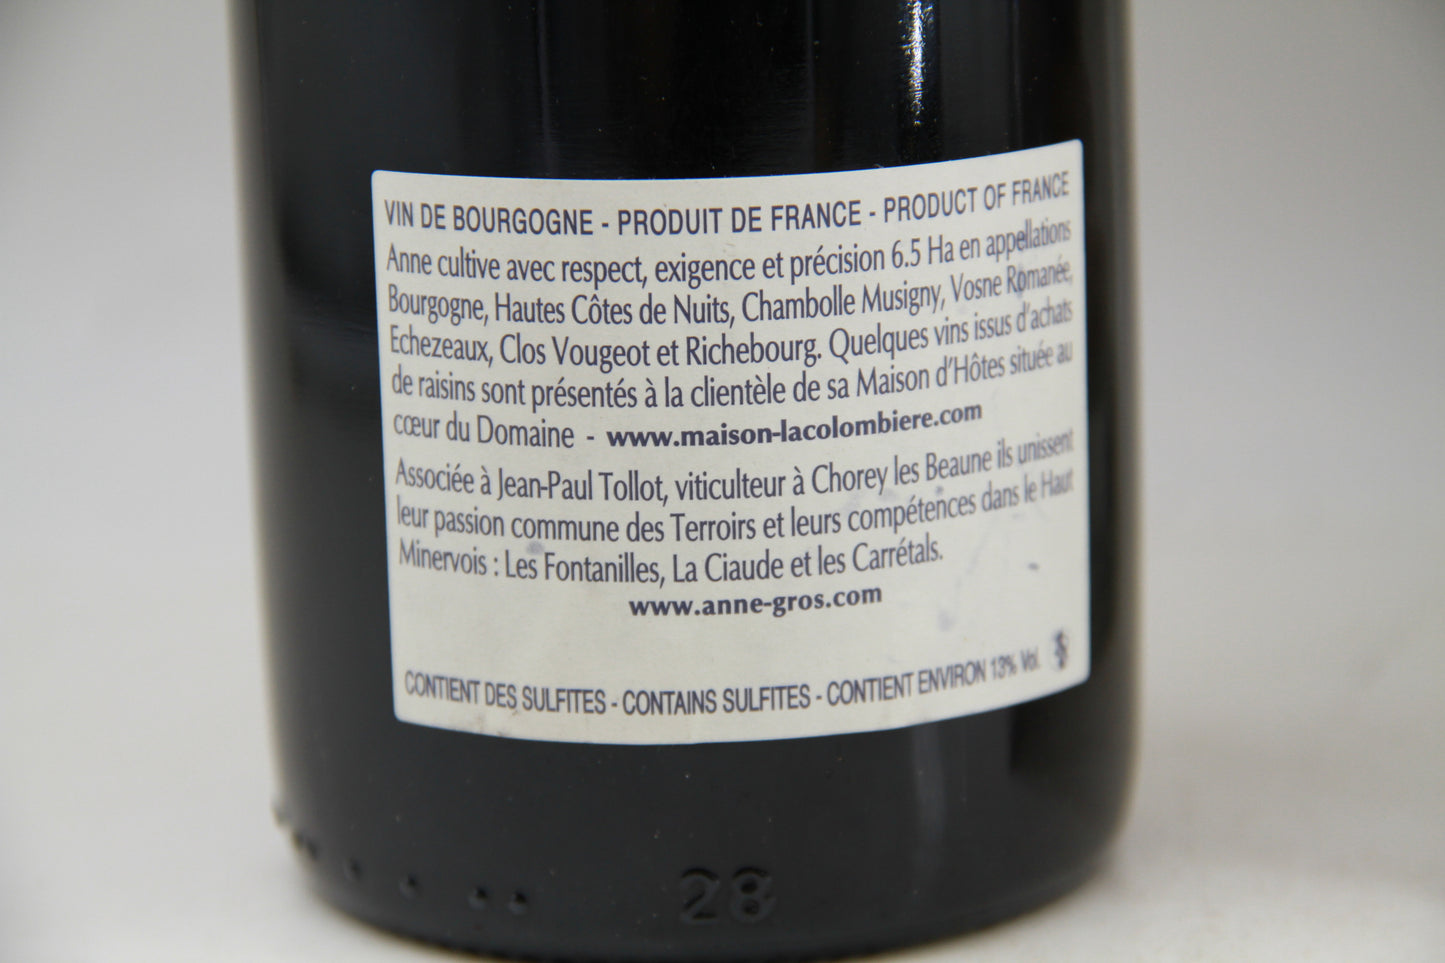 VIN DE BOURGOGNE - PRODUIT DE FRANCE - PRODUCT OF FRANCE
Anne cultive avec respect, exigence et précision 6.5 Ha en appellations
Bourgogne, Hautes Côtes de Nuits, Chambolle Musigny, Vosne Romanée,
Echezeaux, Clos Vougeot et Richebourg. Quelques vins issus d'achats
de raisins sont présentés à la clientèle de sa Maison d'Hôtes située au
cœur du Domaine - www.maison-lacolombiere.com
Associée à Jean-Paul Tollot, viticulteur à Chorey les Beaune ils unissent
leur passion commune des Terroirs et leurs compétences dans le Haut
Minervois : Les Fontanilles, La Ciaude et les Carrétals.
www.anne-gros.com
CONTIENT DES SULFITES - CONTAINS SULFITES - CONTIENT ENVIRON 13% Vol.
28